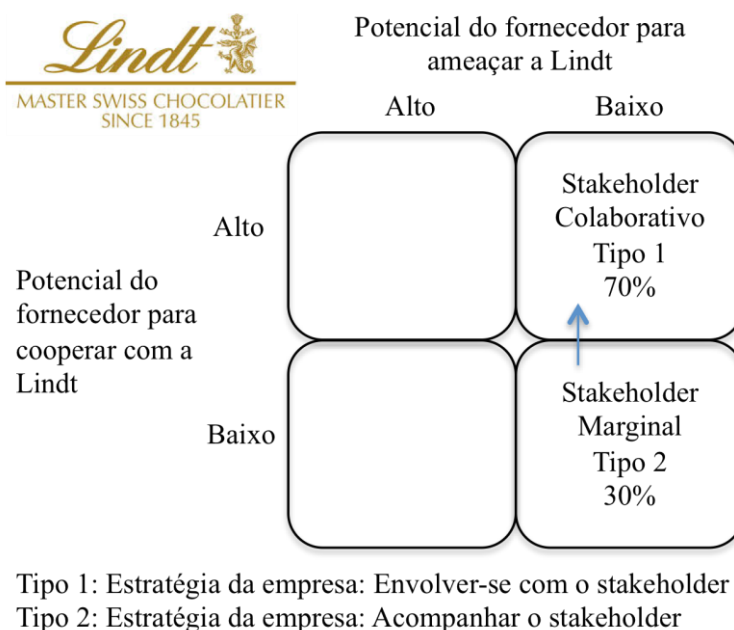 Lindt
MASTER SWISS CHOCOLATIER
SINCE 1845
Potencial do fornecedor para
ameaçar a Lindt
Alto
Baixo
Potencial do
fornecedor para
cooperar com a
Lindt
Alto
Stakeholder
Colaborativo
Tipo 1
70%
Baixo
Stakeholder
Marginal
Tipo 2
30%
Tipo 1: Estratégia da empresa: Envolver-se com o stakeholder
Tipo 2: Estratégia da empresa: Acompanhar o stakeholder